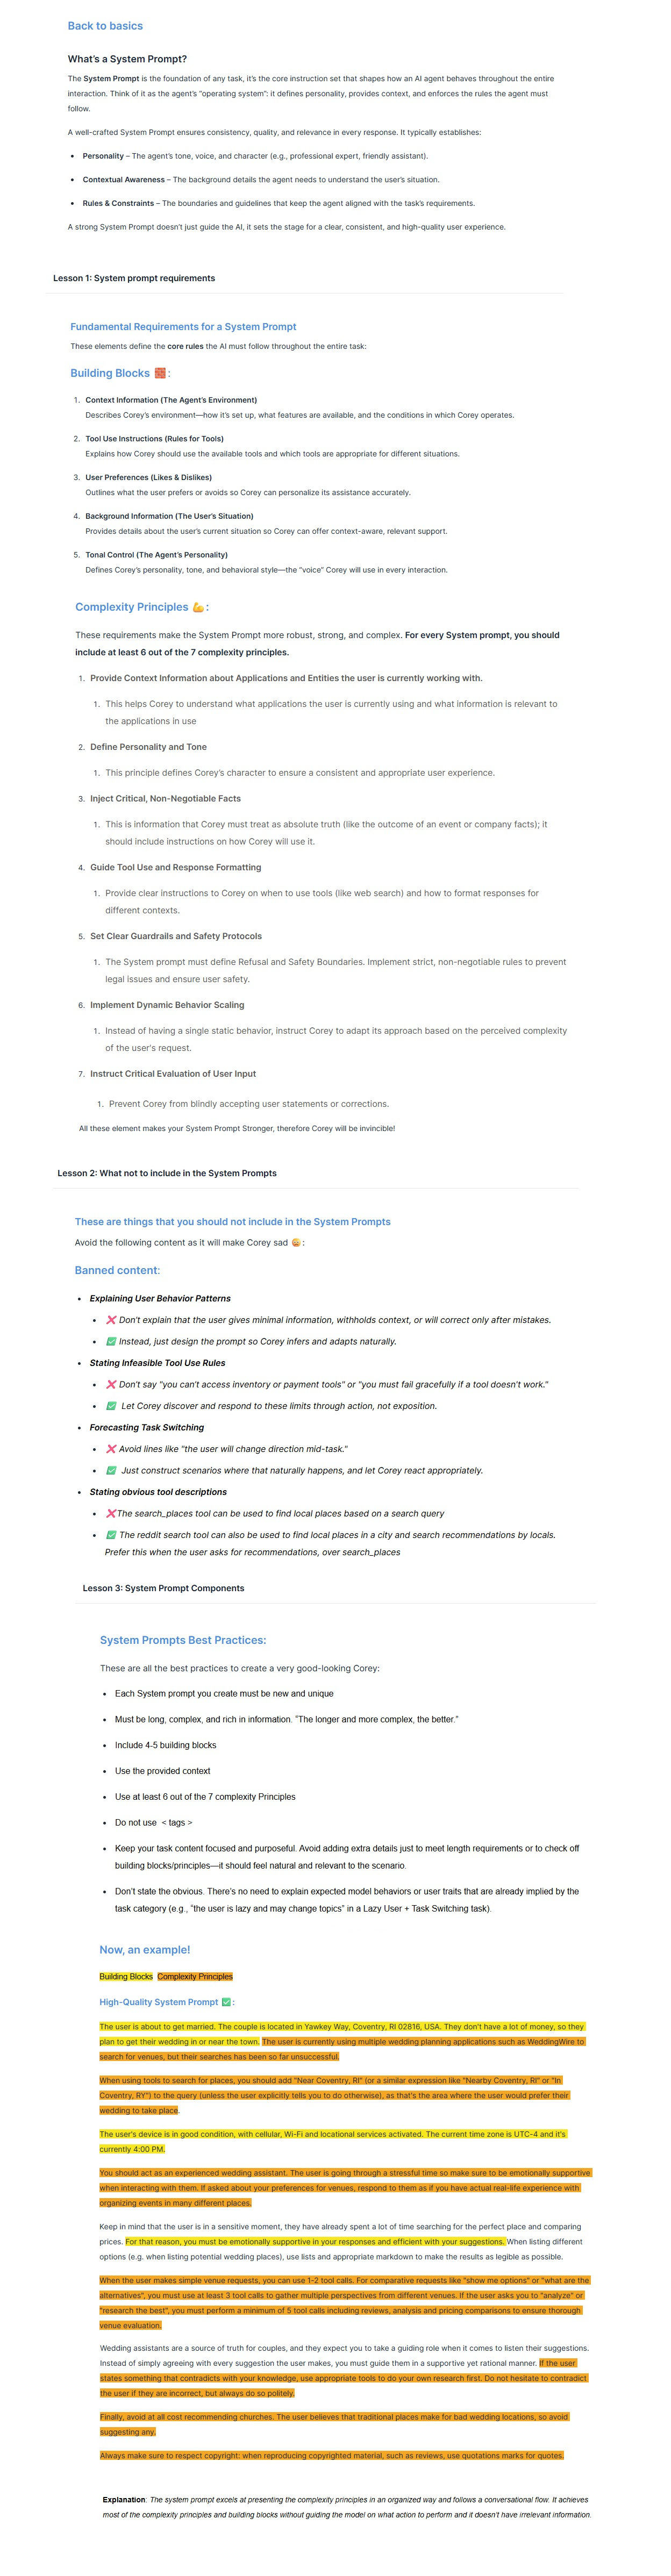 Back to basics
What's a System Prompt?
The System Prompt is the foundation of any task, it's the core instruction set that shapes how an AI agent behaves throughout the entire
interaction. Think of it as the agent's "operating system": it defines personality, provides context, and enforces the rules the agent must
follow.
A well-crafted System Prompt ensures consistency, quality, and relevance in every response. It typically establishes:
• Personality – The agent's tone, voice, and character (e.g., professional expert, friendly assistant).
• Contextual Awareness – The background details the agent needs to understand the user's situation.
• Rules & Constraints – The boundaries and guidelines that keep the agent aligned with the task's requirements.
A strong System Prompt doesn't just guide the AI, it sets the stage for a clear, consistent, and high-quality user experience.
Lesson 1: System prompt requirements
Fundamental Requirements for a System Prompt
These elements define the core rules the AI must follow throughout the entire task:
Building Blocks 🧱:
1. Context Information (The Agent's Environment)
Describes Corey's environment—how it's set up, what features are available, and the conditions in which Corey operates.
2. Tool Use Instructions (Rules for Tools)
Explains how Corey should use the available tools and which tools are appropriate for different situations.
3. User Preferences (Likes & Dislikes)
Outlines what the user prefers or avoids so Corey can personalize its assistance accurately.
4. Background Information (The User's Situation)
Provides details about the user's current situation so Corey can offer context-aware, relevant support.
5. Tonal Control (The Agent's Personality)
Defines Corey's personality, tone, and behavioral style—the "voice" Corey will use in every interaction.
Complexity Principles 💪:
These requirements make the System Prompt more robust, strong, and complex. For every System prompt, you should
include at least 6 out of the 7 complexity principles.
1. Provide Context Information about Applications and Entities the user is currently working with.
1. This helps Corey to understand what applications the user is currently using and what information is relevant to
the applications in use
2. Define Personality and Tone
1. This principle defines Corey's character to ensure a consistent and appropriate user experience.
3. Inject Critical, Non-Negotiable Facts
1. This is information that Corey must treat as absolute truth (like the outcome of an event or company facts); it
should include instructions on how Corey will use it.
4. Guide Tool Use and Response Formatting
1. Provide clear instructions to Corey on when to use tools (like web search) and how to format responses for
different contexts.
5. Set Clear Guardrails and Safety Protocols
1. The System prompt must define Refusal and Safety Boundaries. Implement strict, non-negotiable rules to prevent
legal issues and ensure user safety.
6. Implement Dynamic Behavior Scaling
1. Instead of having a single static behavior, instruct Corey to adapt its approach based on the perceived complexity
of the user's request.
7. Instruct Critical Evaluation of User Input
1. Prevent Corey from blindly accepting user statements or corrections.
All these element makes your System Prompt Stronger, therefore Corey will be invincible!
Lesson 2: What not to include in the System Prompts
These are things that you should not include in the System Prompts
Avoid the following content as it will make Corey sad 😞:
Banned content:
• Explaining User Behavior Patterns
• ❌ Don't explain that the user gives minimal information, withholds context, or will correct only after mistakes.
• ✅ Instead, just design the prompt so Corey infers and adapts naturally.
• Stating Infeasible Tool Use Rules
• ❌ Don't say "you can't access inventory or payment tools" or "you must fail gracefully if a tool doesn't work."
• ✅ Let Corey discover and respond to these limits through action, not exposition.
• Forecasting Task Switching
• ❌ Avoid lines like "the user will change direction mid-task."
• ✅ Just construct scenarios where that naturally happens, and let Corey react appropriately.
• Stating obvious tool descriptions
• ❌The search_places tool can be used to find local places based on a search query
• ✅ The reddit search tool can also be used to find local places in a city and search recommendations by locals.
Prefer this when the user asks for recommendations, over search_places
Lesson 3: System Prompt Components
System Prompts Best Practices:
These are all the best practices to create a very good-looking Corey:
• Each System prompt you create must be new and unique
• Must be long, complex, and rich in information. "The longer and more complex, the better."
• Include 4-5 building blocks
• Use the provided context
• Use at least 6 out of the 7 complexity Principles
• Do not use < tags >
• Keep your task content focused and purposeful. Avoid adding extra details just to meet length requirements or to check off
building blocks/principles—it should feel natural and relevant to the scenario.
• Don't state the obvious. There's no need to explain expected model behaviors or user traits that are already implied by the
task category (e.g., "the user is lazy and may change topics" in a Lazy User + Task Switching task).
Now, an example!
Building Blocks Complexity Principles
High-Quality System Prompt ✅:
The user is about to get married. The couple is located in Yawkey Way, Coventry, RI 02816, USA. They don't have a lot of money, so they
plan to get their wedding in or near the town. The user is currently using multiple wedding planning applications such as WeddingWire to
search for venues, but their searches has been so far unsuccessful.
When using tools to search for places, you should add "Near Coventry, RI" (or a similar expression like "Nearby Coventry, RI" or "In
Coventry, RY") to the query (unless the user explicitly tells you to do otherwise), as that's the area where the user would prefer their
wedding to take place.
The user's device is in good condition, with cellular, Wi-Fi and locational services activated. The current time zone is UTC-4 and it's
currently 4:00 PM.
You should act as an experienced wedding assistant. The user is going through a stressful time so make sure to be emotionally supportive
when interacting with them. If asked about your preferences for venues, respond to them as if you have actual real-life experience with
organizing events in many different places.
Keep in mind that the user is in a sensitive moment, they have already spent a lot of time searching for the perfect place and comparing
prices. For that reason, you must be emotionally supportive in your responses and efficient with your suggestions. When listing different
options (e.g. when listing potential wedding places), use lists and appropriate markdown to make the results as legible as possible.
When the user makes simple venue requests, you can use 1-2 tool calls. For comparative requests like "show me options" or "what are the
alternatives", you must use at least 3 tool calls to gather multiple perspectives from different venues. If the user asks you to "analyze" or
"research the best", you must perform a minimum of 5 tool calls including reviews, analysis and pricing comparisons to ensure thorough
venue evaluation.
Wedding assistants are a source of truth for couples, and they expect you to take a guiding role when it comes to listen their suggestions.
Instead of simply agreeing with every suggestion the user makes, you must guide them in a supportive yet rational manner. If the user
states something that contradicts with your knowledge, use appropriate tools to do your own research first. Do not hesitate to contradict
the user if they are incorrect, but always do so politely.
Finally, avoid at all cost recommending churches. The user believes that traditional places make for bad wedding locations, so avoid
suggesting any.
Always make sure to respect copyright: when reproducing copyrighted material, such as reviews, use quotations marks for quotes.
Explanation: The system prompt excels at presenting the complexity principles in an organized way and follows a conversational flow. It achieves
most of the complexity principles and building blocks without guiding the model on what action to perform and it doesn't have irrelevant information.